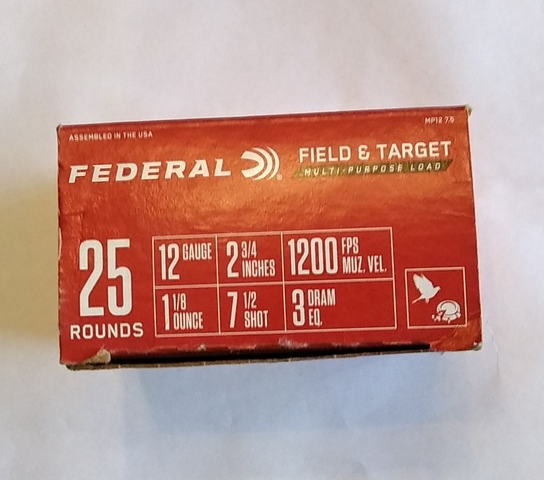 ASSEMBLED IN THE USA
MP12 7.5
FEDERAL
FIELD & TARGET
MULTI-PURPOSE LOAD
25
ROUNDS
12 GAUGE
2 3/4 INCHES
1200 FPS MUZ. VEL.
1 1/8 OUNCE
7 1/2 SHOT
3 DRAM EQ.